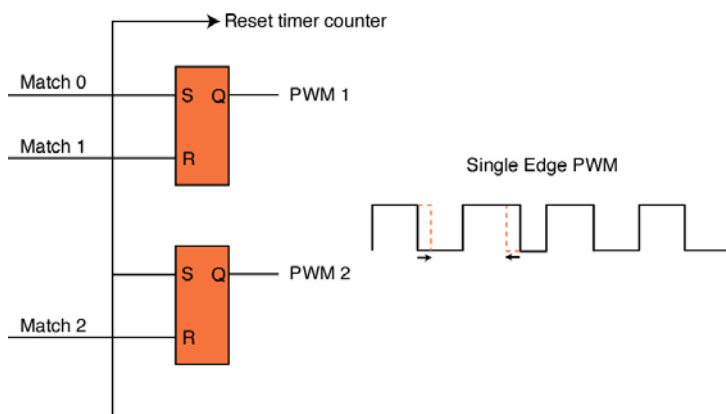 Reset timer counter
Match 0
S Q
PWM 1
Match 1
R
Single Edge PWM
S Q
PWM 2
Match 2
R